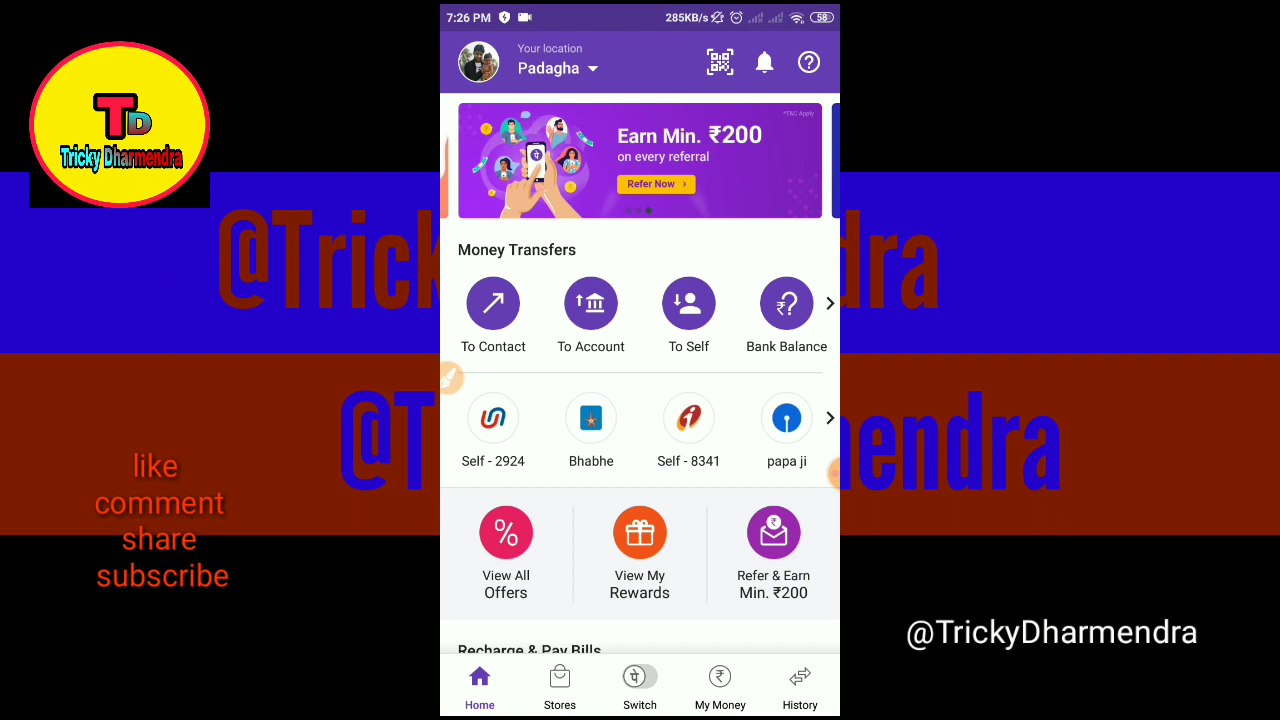 7:26 PM
285KB/s
58
Your location
Padagha
TD
Tricky Dharmendra
*T&C Apply
Earn Min. ₹200
on every referral
Refer Now ›
Money Transfers
To Contact
To Account
To Self
Bank Balance
Self - 2924
Bhabhe
Self - 8341
papa ji
like
comment
share
subscribe
View All
Offers
View My
Rewards
Refer & Earn
Min. ₹200
@TrickyDharmendra
Recharge & Pay Bills
Home
Stores
Switch
My Money
History